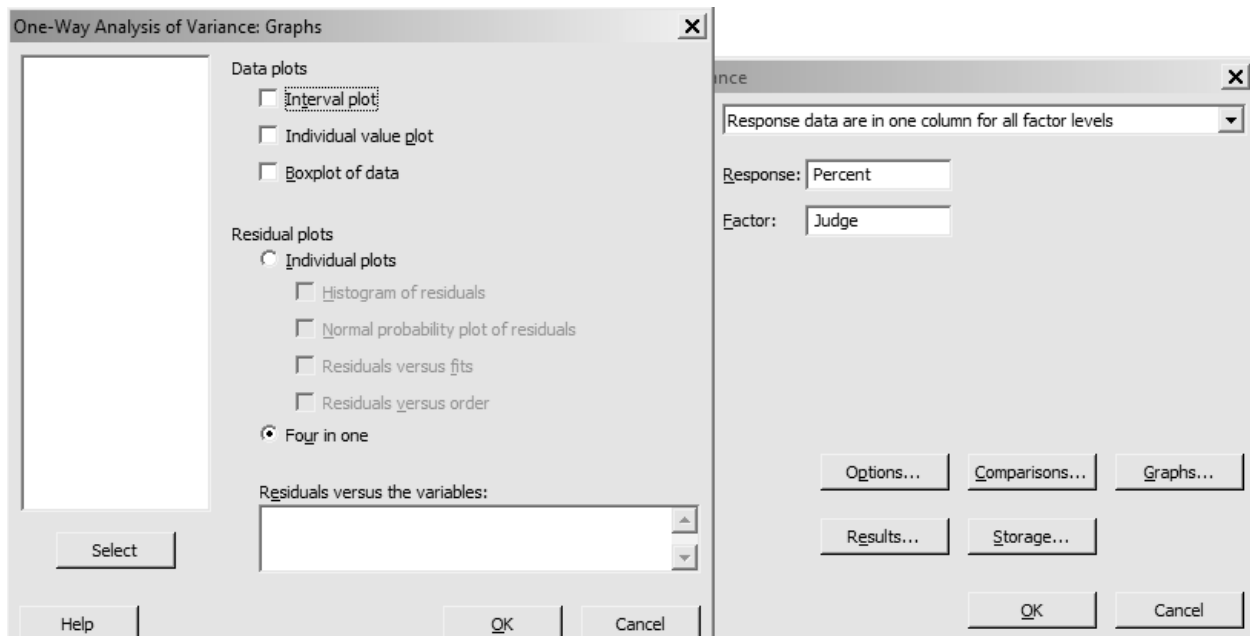 One-Way Analysis of Variance: Graphs
Data plots
Interval plot
Individual value plot
Boxplot of data
Residual plots
Individual plots
Histogram of residuals
Normal probability plot of residuals
Residuals versus fits
Residuals versus order
Four in one
Residuals versus the variables:
Select
Help
OK
Cancel
nce
Response data are in one column for all factor levels
Response: Percent
Factor: Judge
Options... Comparisons... Graphs...
Results... Storage...
OK Cancel